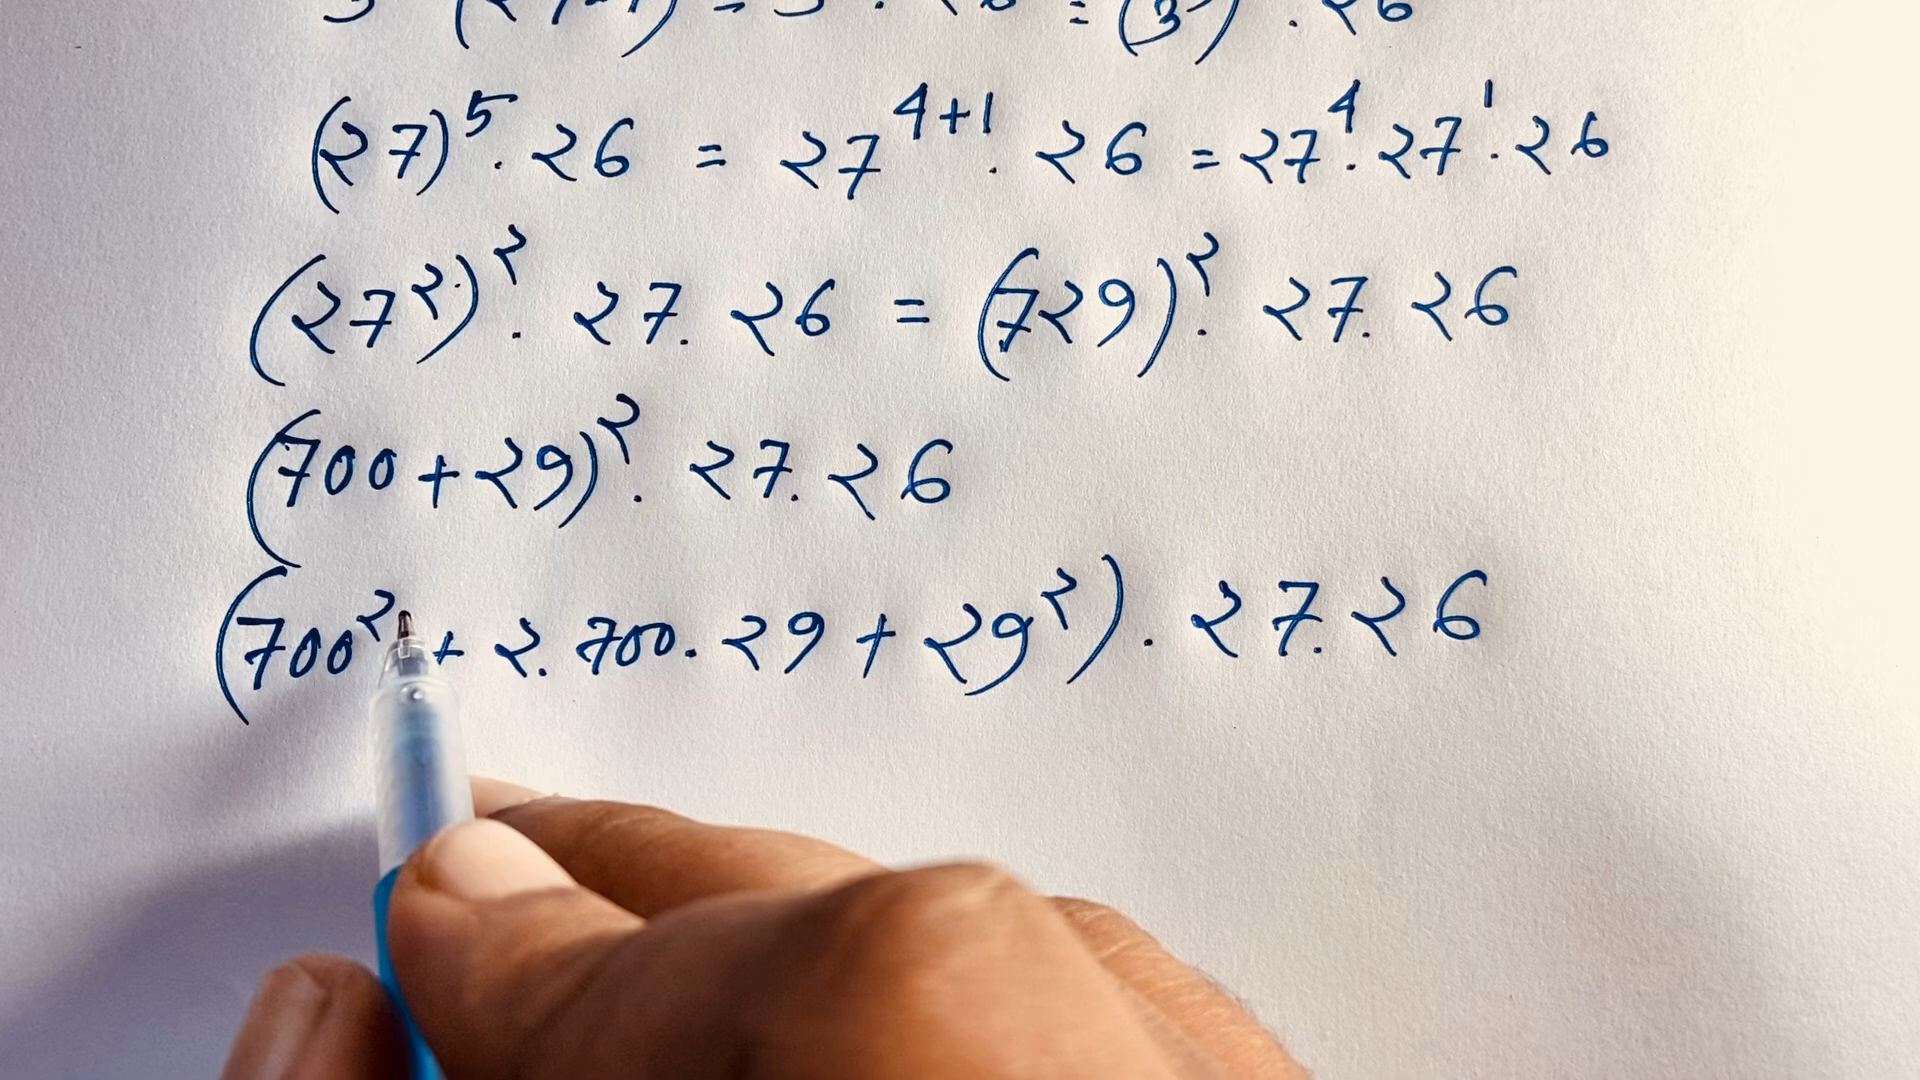 (27)⁵ · 26 = 27⁴⁺¹ · 26 = 27⁴ · 27¹ · 26
(27²)² · 27 · 26 = (729)² · 27 · 26
(700 + 29)² · 27 · 26
(700² + 2 · 700 · 29 + 29²) · 27 · 26